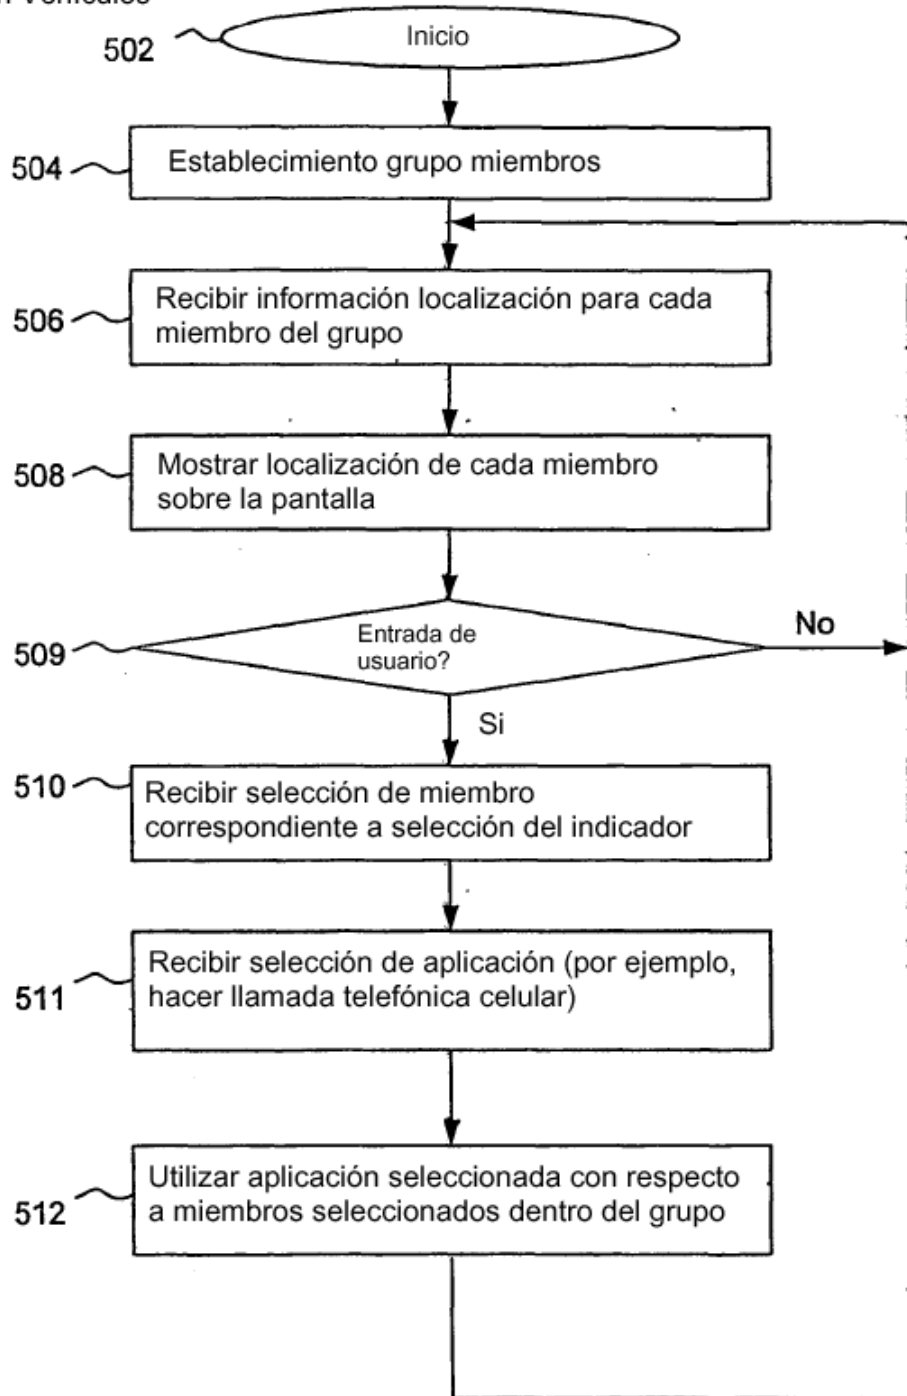 Vehículos
502
Inicio
504
Establecimiento grupo miembros
506
Recibir información localización para cada
miembro del grupo
508
Mostrar localización de cada miembro
sobre la pantalla
509
Entrada de
usuario?
No
Si
510
Recibir selección de miembro
correspondiente a selección del indicador
511
Recibir selección de aplicación (por ejemplo,
hacer llamada telefónica celular)
512
Utilizar aplicación seleccionada con respecto
a miembros seleccionados dentro del grupo